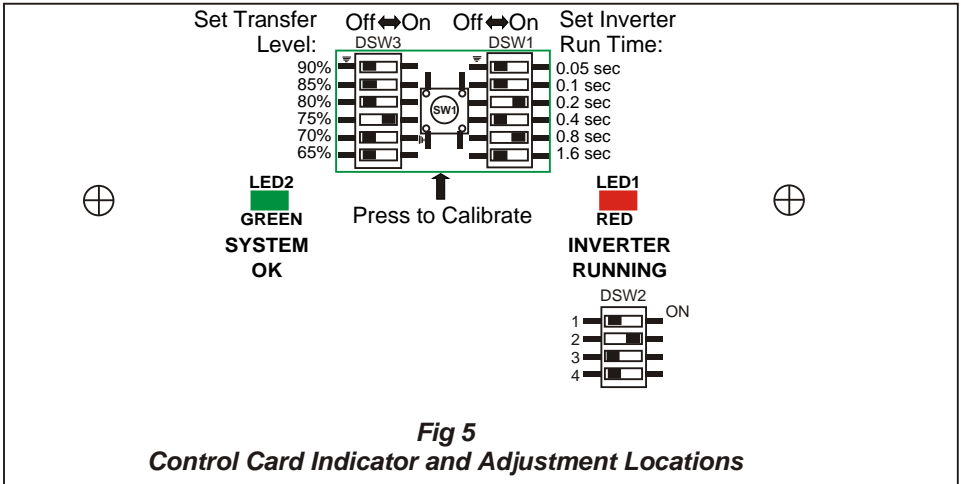 Set Transfer Level:
Off⬌On Off⬌On
Set Inverter Run Time:
DSW3
DSW1
90%
85%
80%
75%
70%
65%
SW1
0.05 sec
0.1 sec
0.2 sec
0.4 sec
0.8 sec
1.6 sec
Press to Calibrate
LED2
GREEN
SYSTEM
OK
LED1
RED
INVERTER
RUNNING
DSW2
ON
1
2
3
4
Fig 5
Control Card Indicator and Adjustment Locations